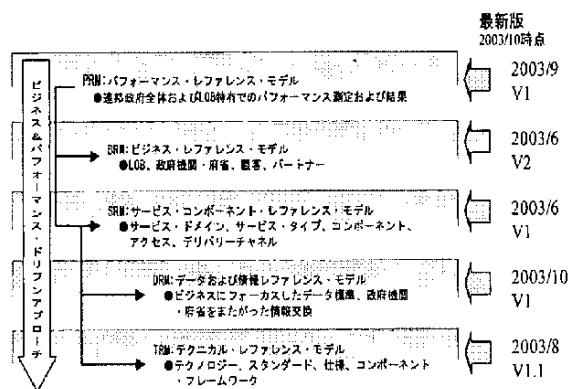 最新版
2003/10時点
ビジネス&パフォーマンス・ドリブンアプローチ
PRM:パフォーマンス・レファレンス・モデル
●連邦政府全体およびLOB特有でのパフォーマンス測定および結果
2003/9
V1
BRM:ビジネス・レファレンス・モデル
●LOB、政府機関・府省、顧客、パートナー
2003/6
V2
SRM:サービス・コンポーネント・レファレンス・モデル
●サービス・ドメイン、サービス・タイプ、コンポーネント、
アクセス、デリバリーチャネル
2003/6
V1
DRM:データおよび情報レファレンス・モデル
●ビジネスにフォーカスしたデータ標準、政府機関
・府省をまたがった情報交換
2003/10
V1
TRM:テクニカル・レファレンス・モデル
●テクノロジー、スタンダード、仕様、コンポーネント
・フレームワーク
2003/8
V1.1